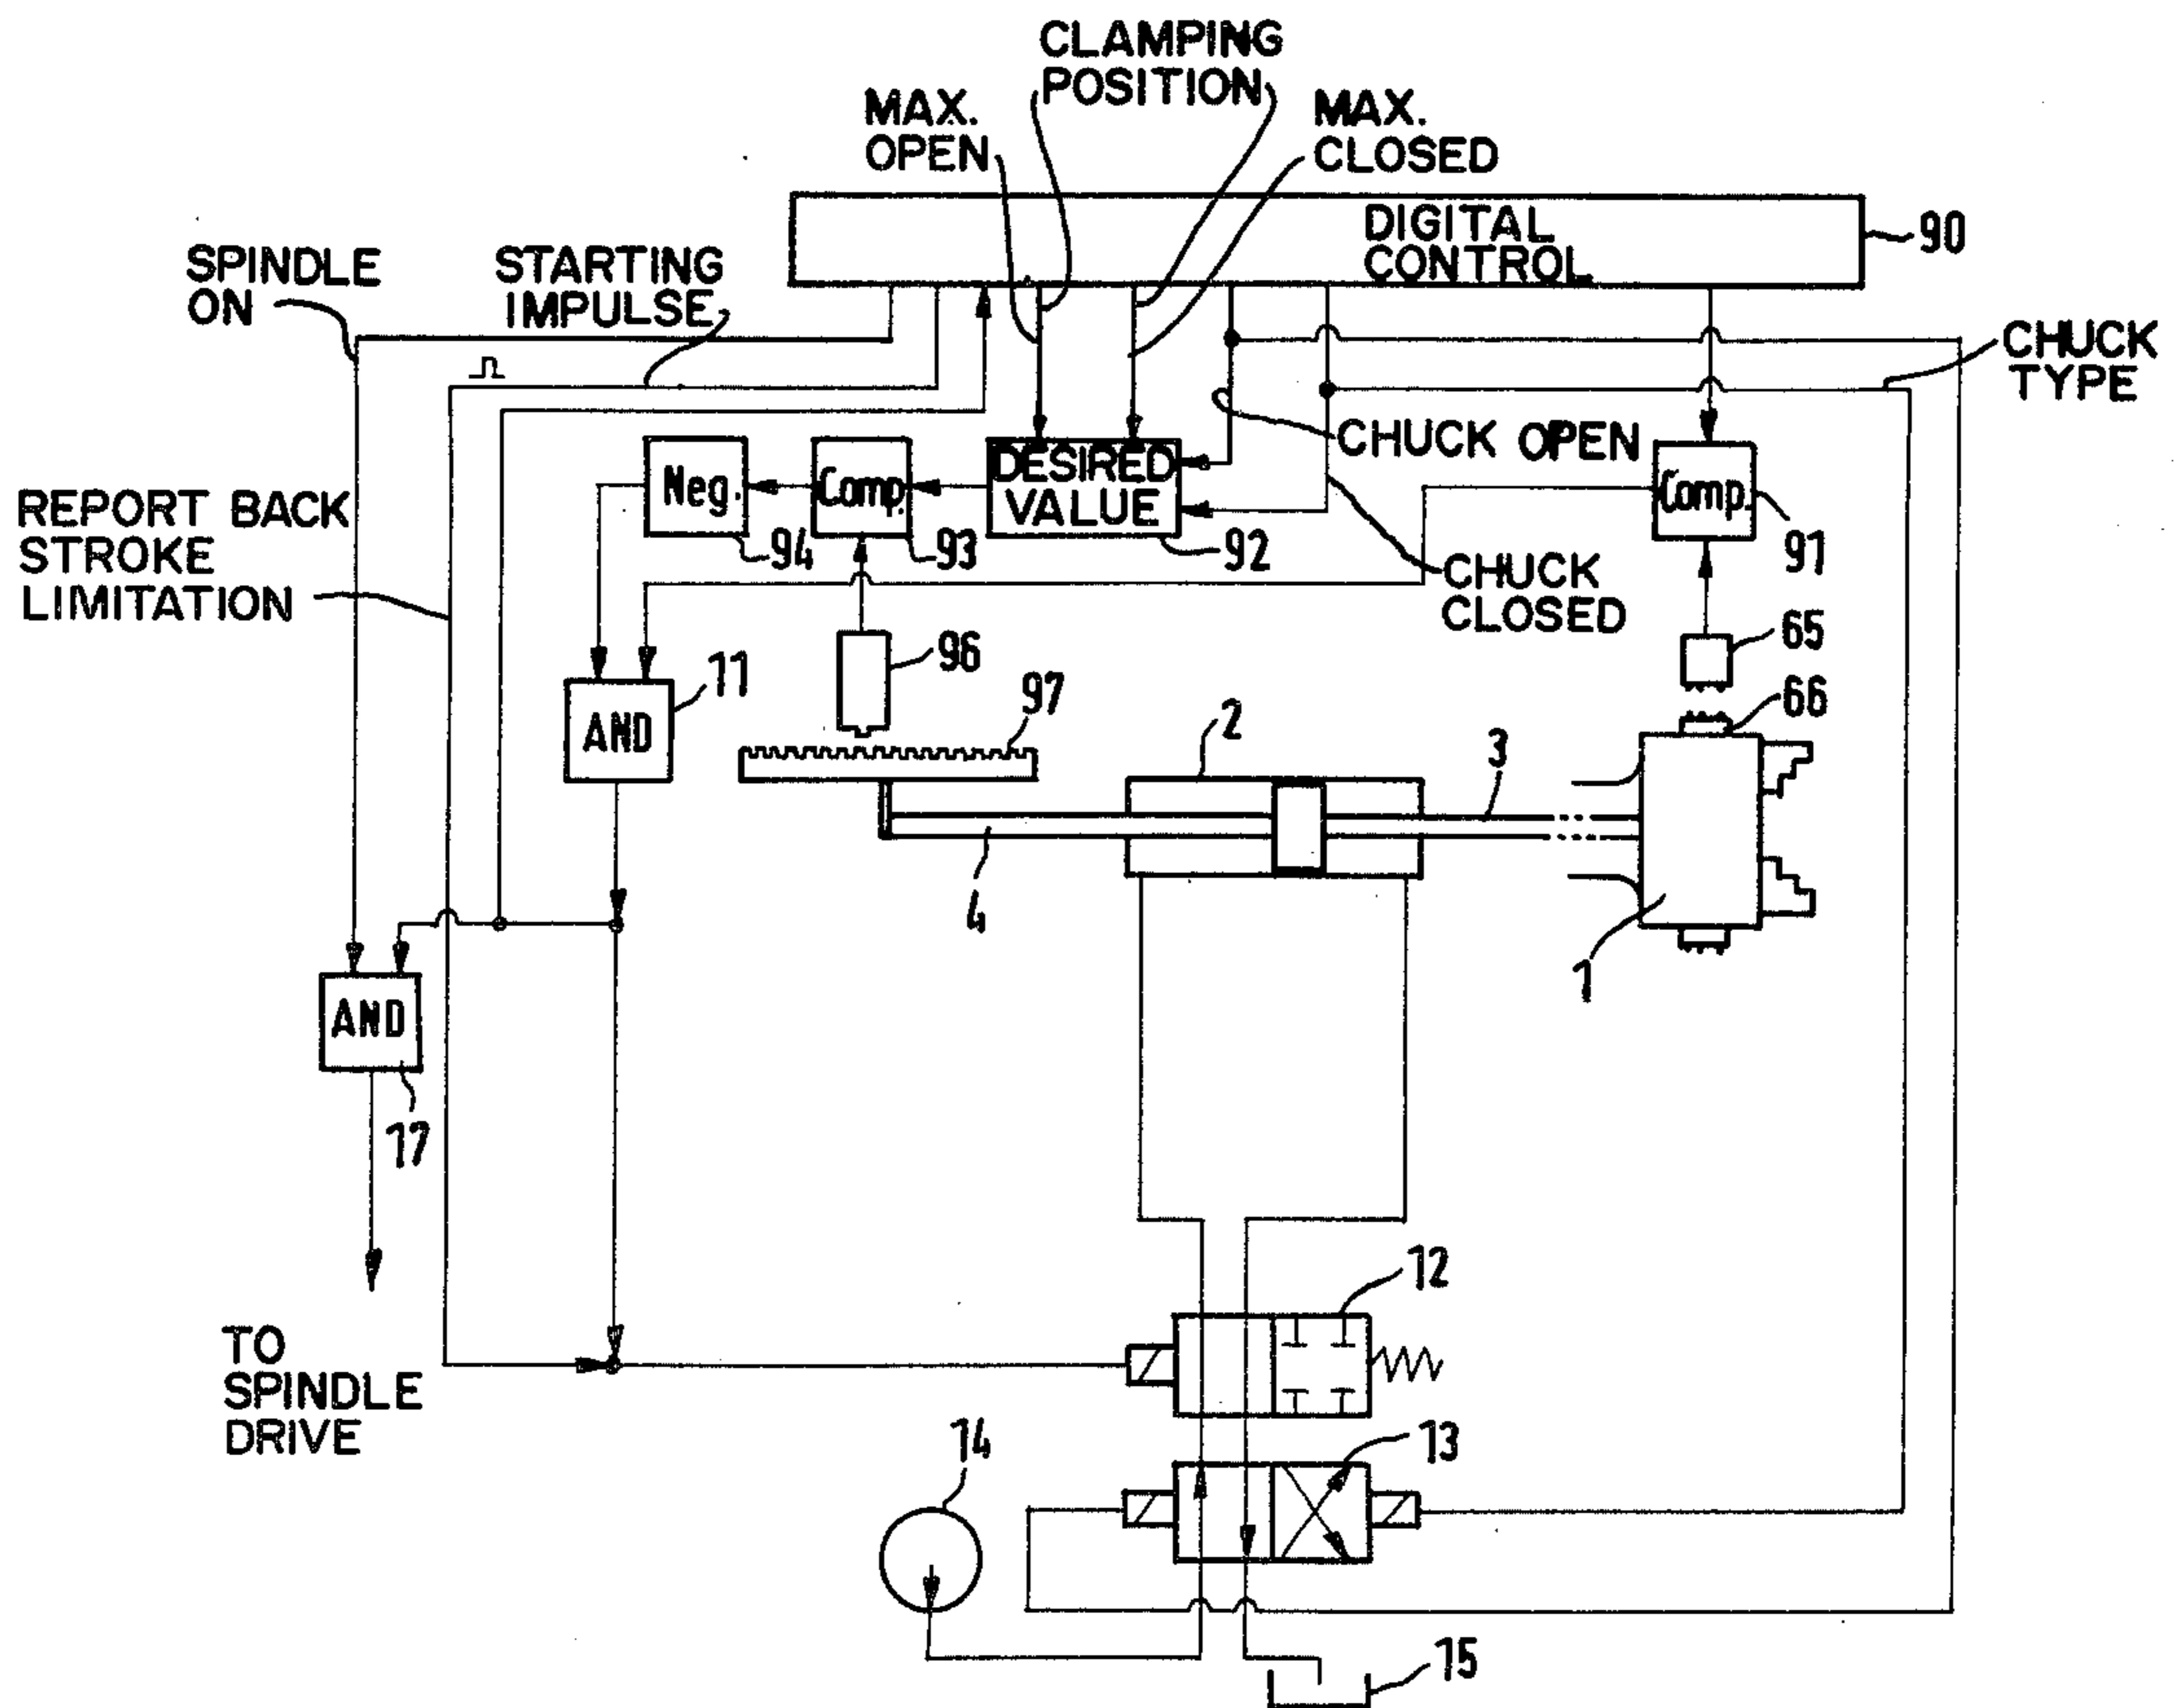 CLAMPING
POSITION
MAX.
OPEN
MAX.
CLOSED
DIGITAL
CONTROL
90
SPINDLE
ON
STARTING
IMPULSE
CHUCK
TYPE
CHUCK OPEN
REPORT BACK
STROKE
LIMITATION
Neg.
94
Comp.
93
DESIRED
VALUE
92
Comp.
91
CHUCK
CLOSED
65
66
96
97
11
AND
2
3
4
1
AND
17
TO
SPINDLE
DRIVE
12
13
14
15